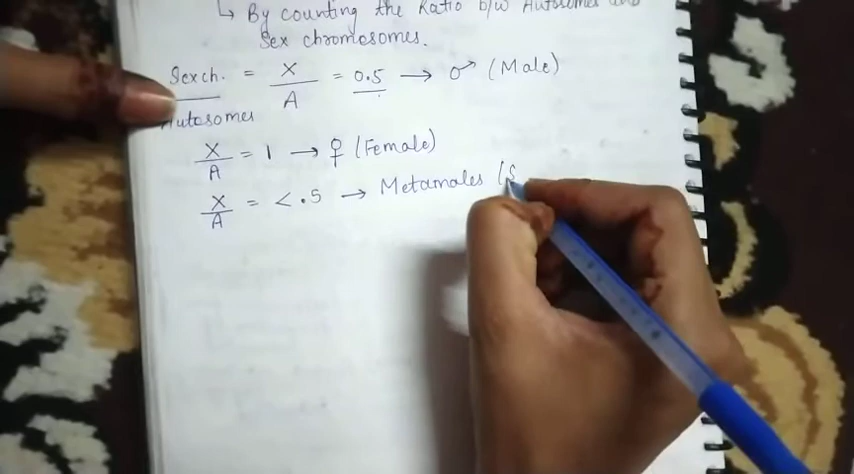 ↳ By counting the Ratio b/w Autosomes and
Sex chromosomes.
Sex ch. = X = 0.5 → ♂ (Male)
Autosomes A
X/A = 1 → ♀ (Female)
X/A = < .5 → Metamales (S